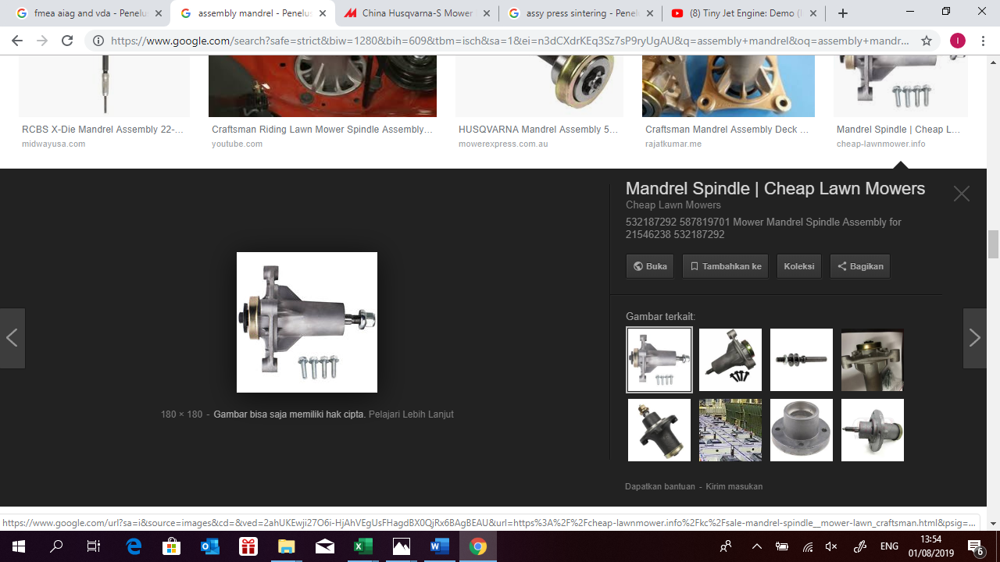 fmea aiag and vda - Penelus
assembly mandrel - Penelus
China Husqvarna-S Mower
assy press sintering - Penel
(8) Tiny Jet Engine: Demo (
https://www.google.com/search?safe=strict&biw=1280&bih=609&tbm=isch&sa=1&ei=n3dCXdrKEq3Sz7sP9ryUgAU&q=assembly+mandrel&oq=assembly+mandr...
I
RCBS X-Die Mandrel Assembly 22-...
midwayusa.com
Craftsman Riding Lawn Mower Spindle Assembly...
youtube.com
HUSQVARNA Mandrel Assembly 5...
mowerexpress.com.au
Craftsman Mandrel Assembly Deck ...
rajatkumar.me
Mandrel Spindle | Cheap L...
cheap-lawnmower.info
Mandrel Spindle | Cheap Lawn Mowers
Cheap Lawn Mowers
532187292 587819701 Mower Mandrel Spindle Assembly for
21546238 532187292
Buka
Tambahkan ke
Koleksi
Bagikan
Gambar terkait:
180 × 180 - Gambar bisa saja memiliki hak cipta. Pelajari Lebih Lanjut
Dapatkan bantuan - Kirim masukan
https://www.google.com/url?sa=i&source=images&cd=&ved=2ahUKEwji27O6i-HjAhVEgUsFHagdBX0QjRx6BAgBEAU&url=https%3A%2F%2Fcheap-lawnmower.info%2Fkc%2Fsale-mandrel-spindle__mower-lawn_craftsman.html&psig=...
ENG
13:54
01/08/2019
6